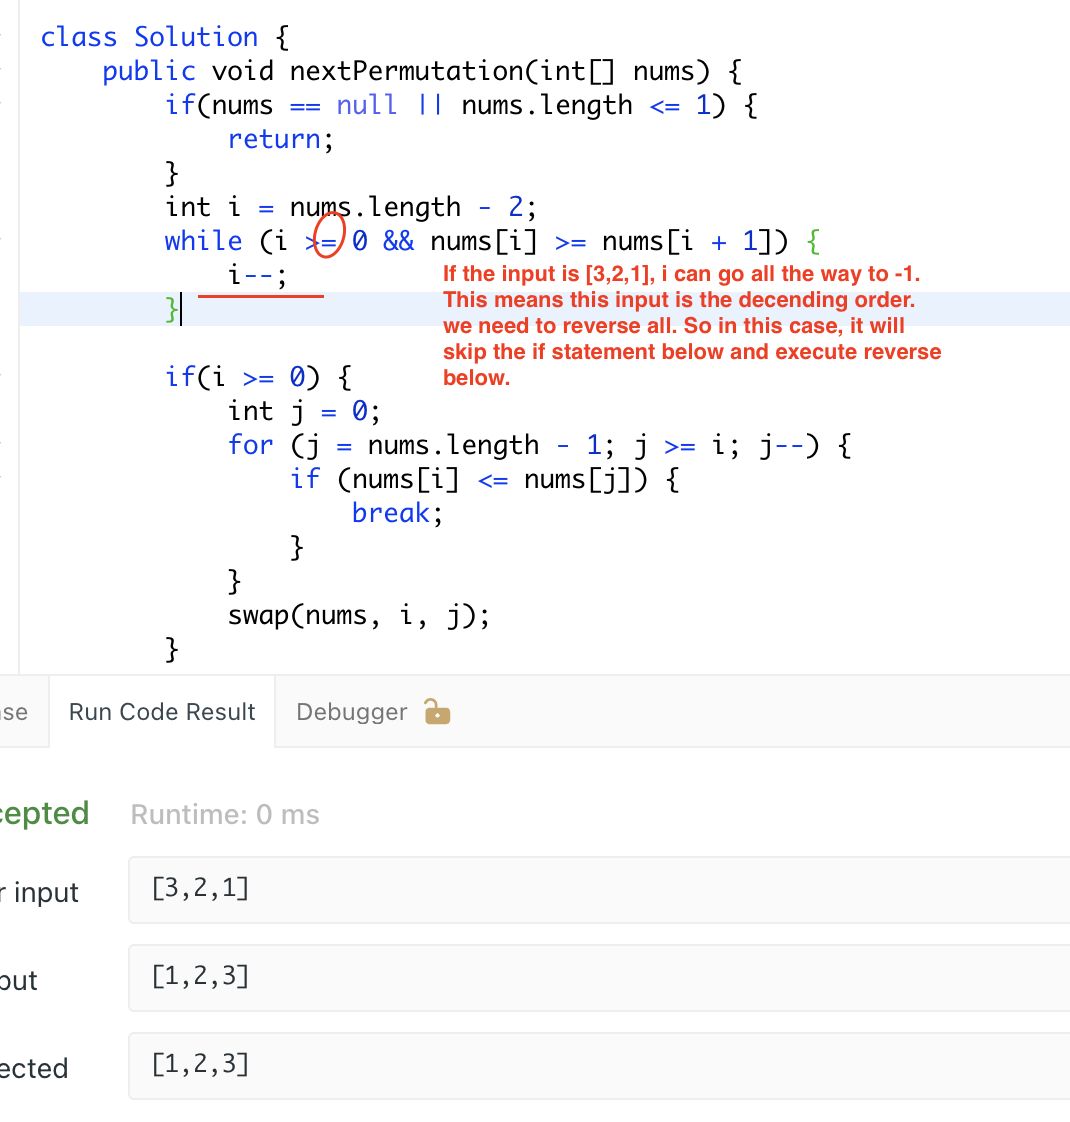 class Solution {
public void nextPermutation(int[] nums) {
if(nums == null || nums.length <= 1) {
return;
}
int i = nums.length - 2;
while (i >= 0 && nums[i] >= nums[i + 1]) {
i--;
}
If the input is [3,2,1], i can go all the way to -1.
This means this input is the decending order.
we need to reverse all. So in this case, it will
skip the if statement below and execute reverse
below.
if(i >= 0) {
int j = 0;
for (j = nums.length - 1; j >= i; j--) {
if (nums[i] <= nums[j]) {
break;
}
}
swap(nums, i, j);
}
se Run Code Result Debugger
cepted Runtime: 0 ms
r input [3,2,1]
out [1,2,3]
ected [1,2,3]